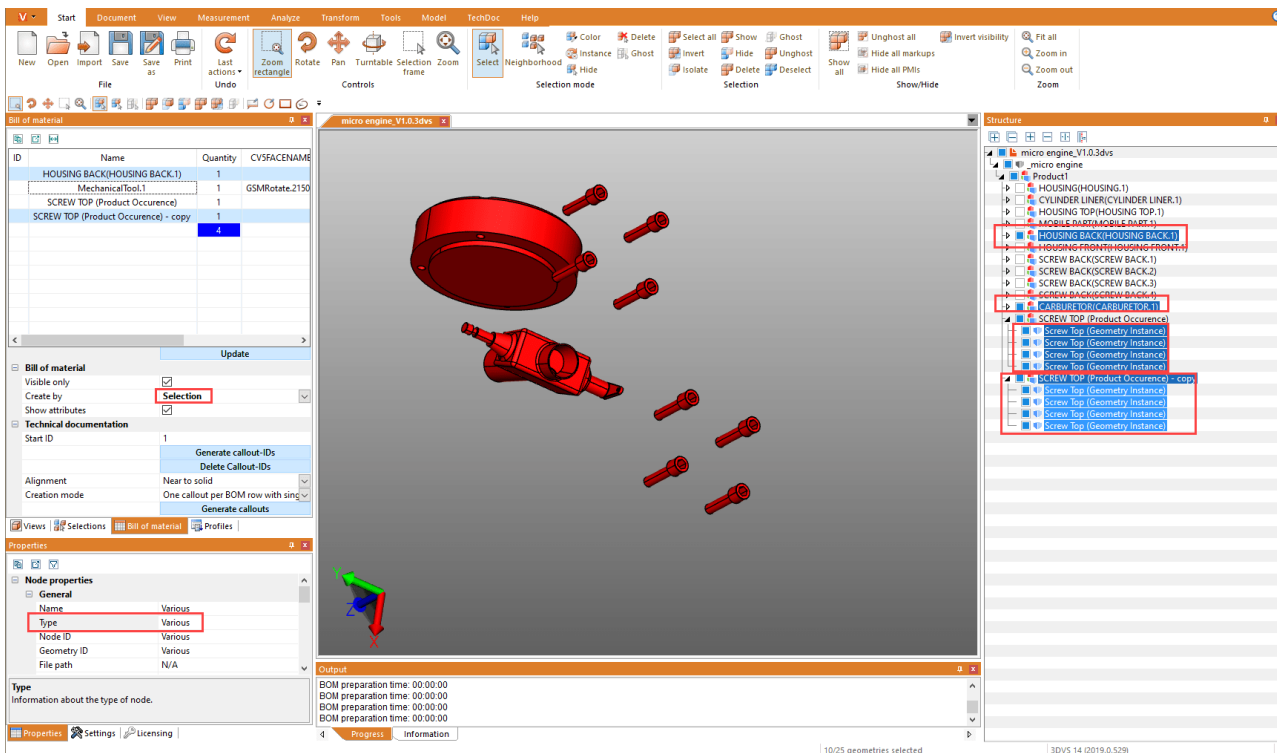 V Start Document View Measurement Analyze Transform Tools Model TechDoc Help
New Open Import Save Save as Print Last actions Zoom rectangle Rotate Pan Turntable Selection frame Zoom Select Neighborhood Color Delete Instance Ghost Hide Select all Show Ghost Invert Hide Unghost Isolate Delete Deselect Show all Unghost all Invert visibility Hide all markups Hide all PMIs Fit all Zoom in Zoom out
File Undo Controls Selection mode Selection Show/Hide Zoom
Bill of material
ID Name Quantity CV5FACENAME
HOUSING BACK(HOUSING BACK.1) 1
MechanicalTool.1 1 GSMRotate.2150
SCREW TOP (Product Occurence) 1
SCREW TOP (Product Occurence) - copy 1
4
Update
Bill of material
Visible only
Create by Selection
Show attributes
Technical documentation
Start ID 1
Generate callout-IDs
Delete Callout-IDs
Alignment Near to solid
Creation mode One callout per BOM row with sing
Generate callouts
Views Selections Bill of material Profiles
Properties
Node properties
General
Name Various
Type Various
Node ID Various
Geometry ID Various
File path N/A
Type
Information about the type of node.
Properties Settings Licensing
micro engine_V1.0.3dvs
Y
Z
X
Output
BOM preparation time: 00:00:00
BOM preparation time: 00:00:00
BOM preparation time: 00:00:00
BOM preparation time: 00:00:00
Progress Information
Structure
micro engine_V1.0.3dvs
_micro engine
Product1
HOUSING(HOUSING.1)
CYLINDER LINER(CYLINDER LINER.1)
HOUSING TOP(HOUSING TOP.1)
MOBILE PART(MOBILE PART.1)
HOUSING BACK(HOUSING BACK.1)
HOUSING FRONT(HOUSING FRONT.1)
SCREW BACK(SCREW BACK.1)
SCREW BACK(SCREW BACK.2)
SCREW BACK(SCREW BACK.3)
SCREW BACK(SCREW BACK.4)
CARBURETOR(CARBURETOR.1)
SCREW TOP (Product Occurence)
Screw Top (Geometry Instance)
Screw Top (Geometry Instance)
Screw Top (Geometry Instance)
Screw Top (Geometry Instance)
SCREW TOP (Product Occurence) - copy
Screw Top (Geometry Instance)
Screw Top (Geometry Instance)
Screw Top (Geometry Instance)
Screw Top (Geometry Instance)
10/25 geometries selected 3DVS 14 (2019.0.529)